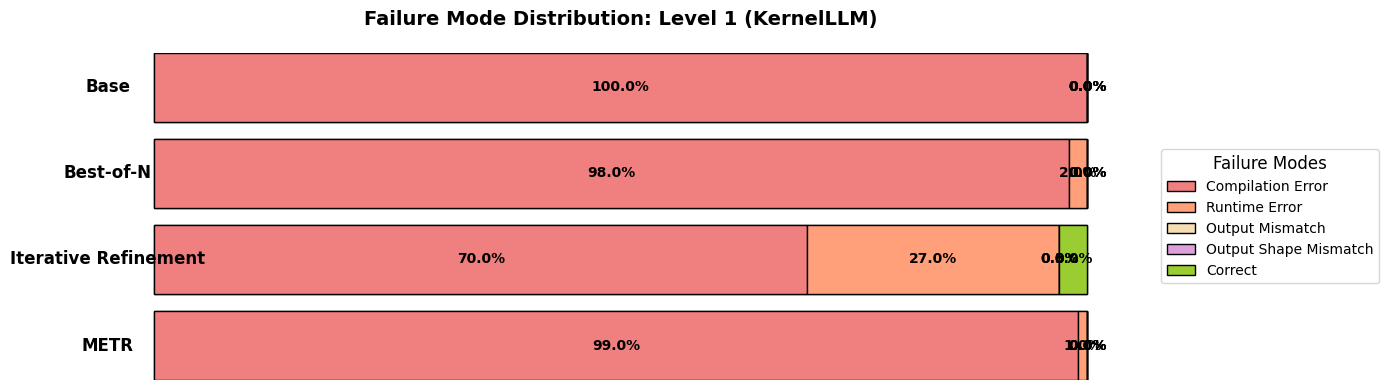 Failure Mode Distribution: Level 1 (KernelLLM)
Base 100.0% 0.0%
Best-of-N 98.0%
Iterative Refinement 70.0% 27.0%
METR 99.0%
Failure Modes
Compilation Error
Runtime Error
Output Mismatch
Output Shape Mismatch
Correct